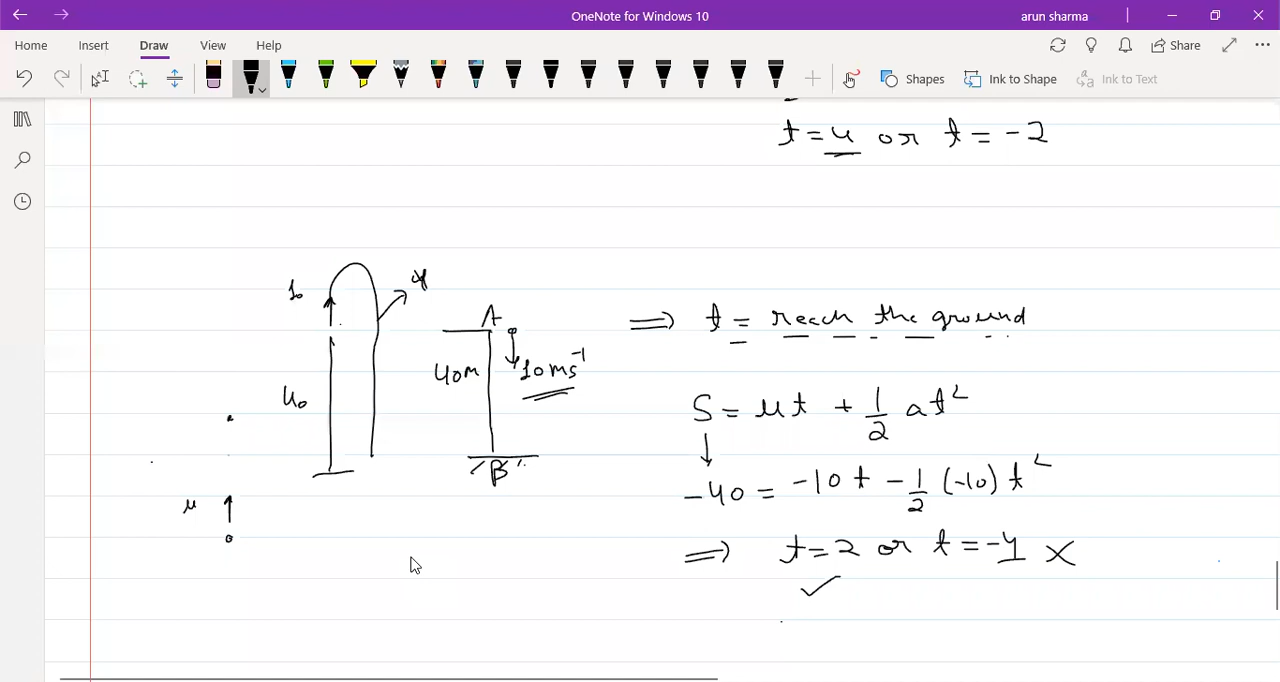 OneNote for Windows 10
arun sharma
Home Insert Draw View Help
Share
Shapes Ink to Shape Ink to Text
t = 4 or t = -2
10
A
40m
10ms⁻¹
40
B
u
⇒ t = reach the ground
S = ut + 1/2 at²
-40 = -10t - 1/2 (-10) t²
⇒ t = 2 or t = -4 ×
✓